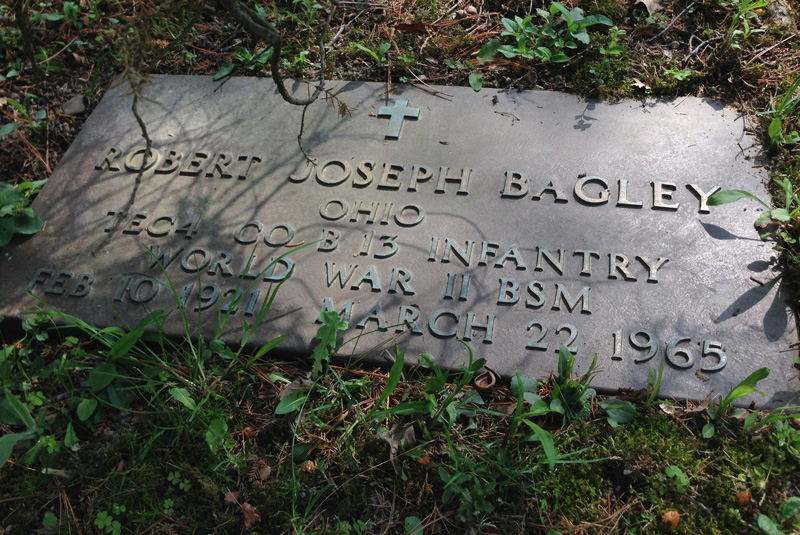 ROBERT JOSEPH BAGLEY
OHIO
TEC4 CO B 13 INFANTRY
WORLD WAR II BSM
FEB 10 1921 MARCH 22 1965